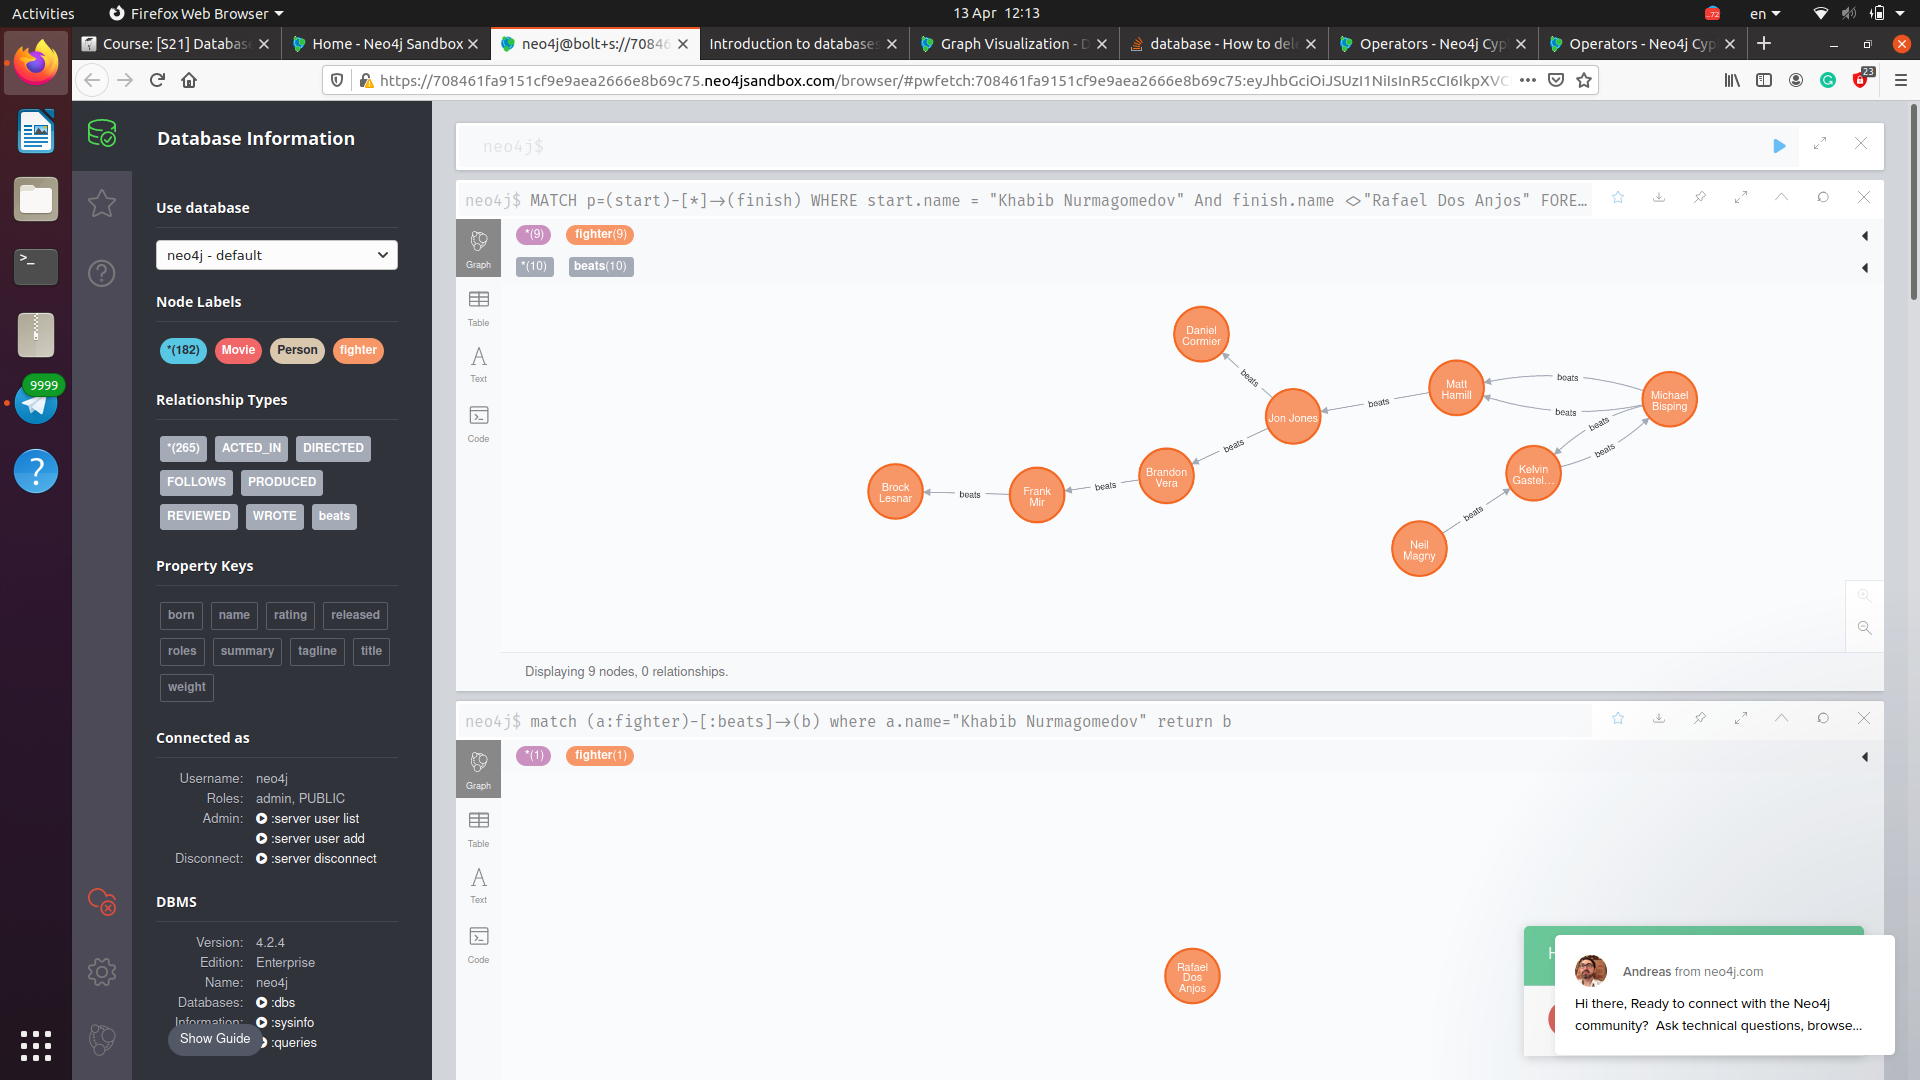 Activities
Firefox Web Browser
13 Apr 12:13
72
en
Course: [S21] Databas
Home - Neo4j Sandbox
neo4j@bolt+s://70846
Introduction to databases
Graph Visualization - D
database - How to del
Operators - Neo4j Cyp
Operators - Neo4j Cyp
https://708461fa9151cf9e9aea2666e8b69c75.neo4jsandbox.com/browser/#pwfetch:708461fa9151cf9e9aea2666e8b69c75:eyJhbGciOiJSUzI1NiIsInR5cCI6IkpXVC
23
9999
Database Information
Use database
neo4j - default
Node Labels
*(182)
Movie
Person
fighter
Relationship Types
*(265)
ACTED_IN
DIRECTED
FOLLOWS
PRODUCED
REVIEWED
WROTE
beats
Property Keys
born
name
rating
released
roles
summary
tagline
title
weight
Connected as
Username: neo4j
Roles: admin, PUBLIC
Admin: :server user list
:server user add
Disconnect: :server disconnect
DBMS
Version: 4.2.4
Edition: Enterprise
Name: neo4j
Databases: :dbs
Information: :sysinfo
:queries
Show Guide
neo4j$
neo4j$ MATCH p=(start)-[*]→(finish) WHERE start.name = "Khabib Nurmagomedov" And finish.name <>"Rafael Dos Anjos" FORE…
Graph
Table
Text
Code
*(9)
fighter(9)
*(10)
beats(10)
Daniel
Cormier
beats
Jon Jones
beats
Matt
Hamill
beats
beats
Michael
Bisping
beats
beats
Kelvin
Gastel...
beats
Neil
Magny
beats
Brandon
Vera
beats
Frank
Mir
beats
Brock
Lesnar
Displaying 9 nodes, 0 relationships.
neo4j$ match (a:fighter)-[:beats]→(b) where a.name="Khabib Nurmagomedov" return b
Graph
Table
Text
Code
*(1)
fighter(1)
Rafael
Dos
Anjos
Andreas from neo4j.com
Hi there, Ready to connect with the Neo4j
community? Ask technical questions, browse...